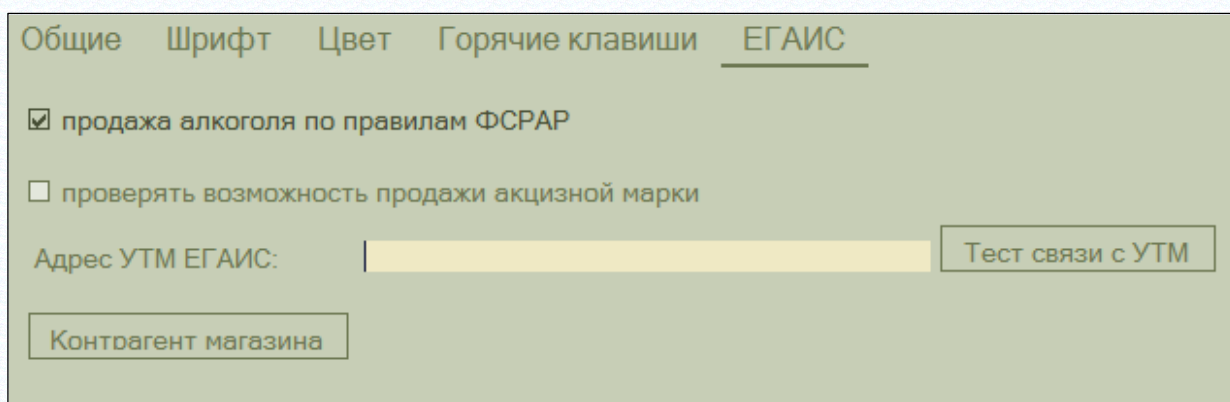 Общие Шрифт Цвет Горячие клавиши ЕГАИС
продажа алкоголя по правилам ФСРАР
проверять возможность продажи акцизной марки
Адрес УТМ ЕГАИС: Тест связи с УТМ
Контрагент магазина